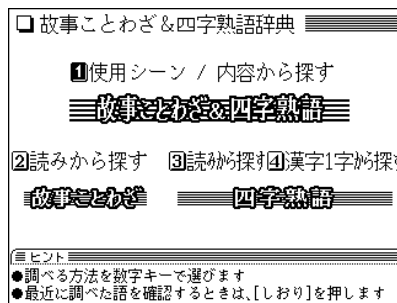 故事ことわざ&四字熟語辞典
1使用シーン / 内容から探す
故事ことわざ&四字熟語
2読みから探す 3読みから探す 4漢字1字から探す
故事ことわざ 四字熟語
ヒント
●調べる方法を数字キーで選びます
●最近に調べた語を確認するときは、[しおり]を押します